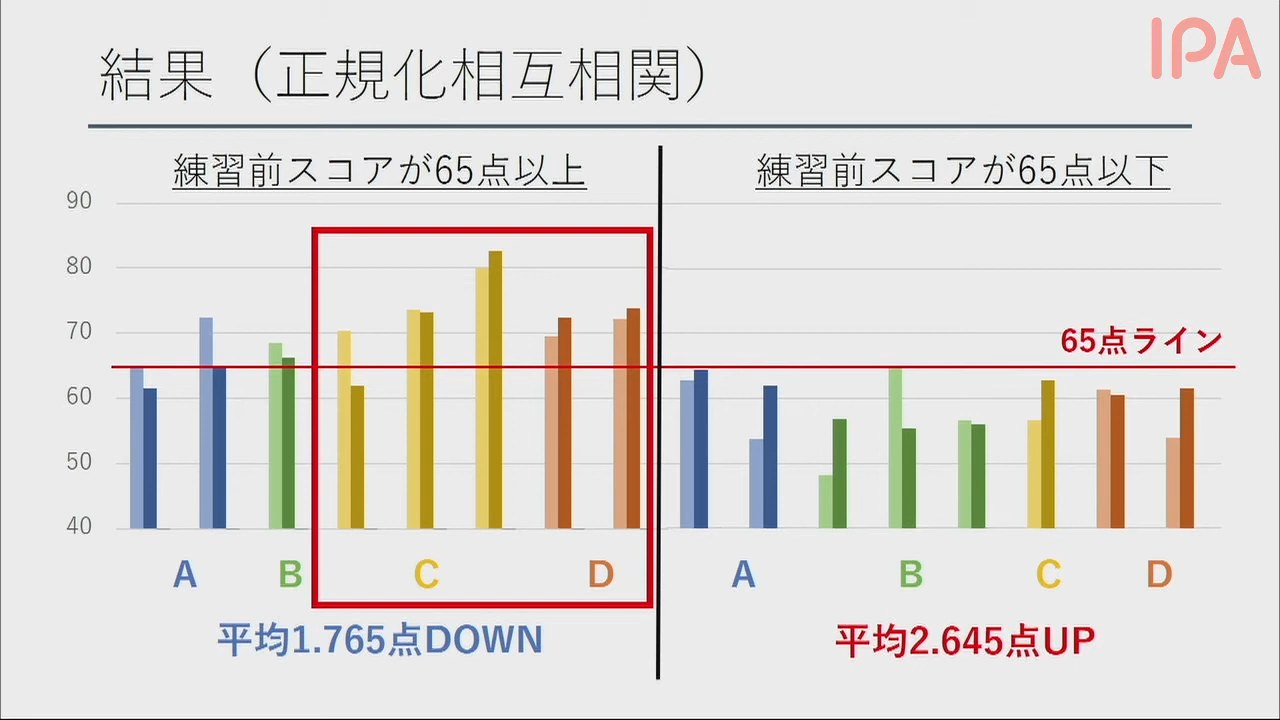 IPA
結果（正規化相互相関）
練習前スコアが65点以上
練習前スコアが65点以下
90
80
70
60
50
40
65点ライン
A B C D
A B C D
平均1.765点DOWN
平均2.645点UP